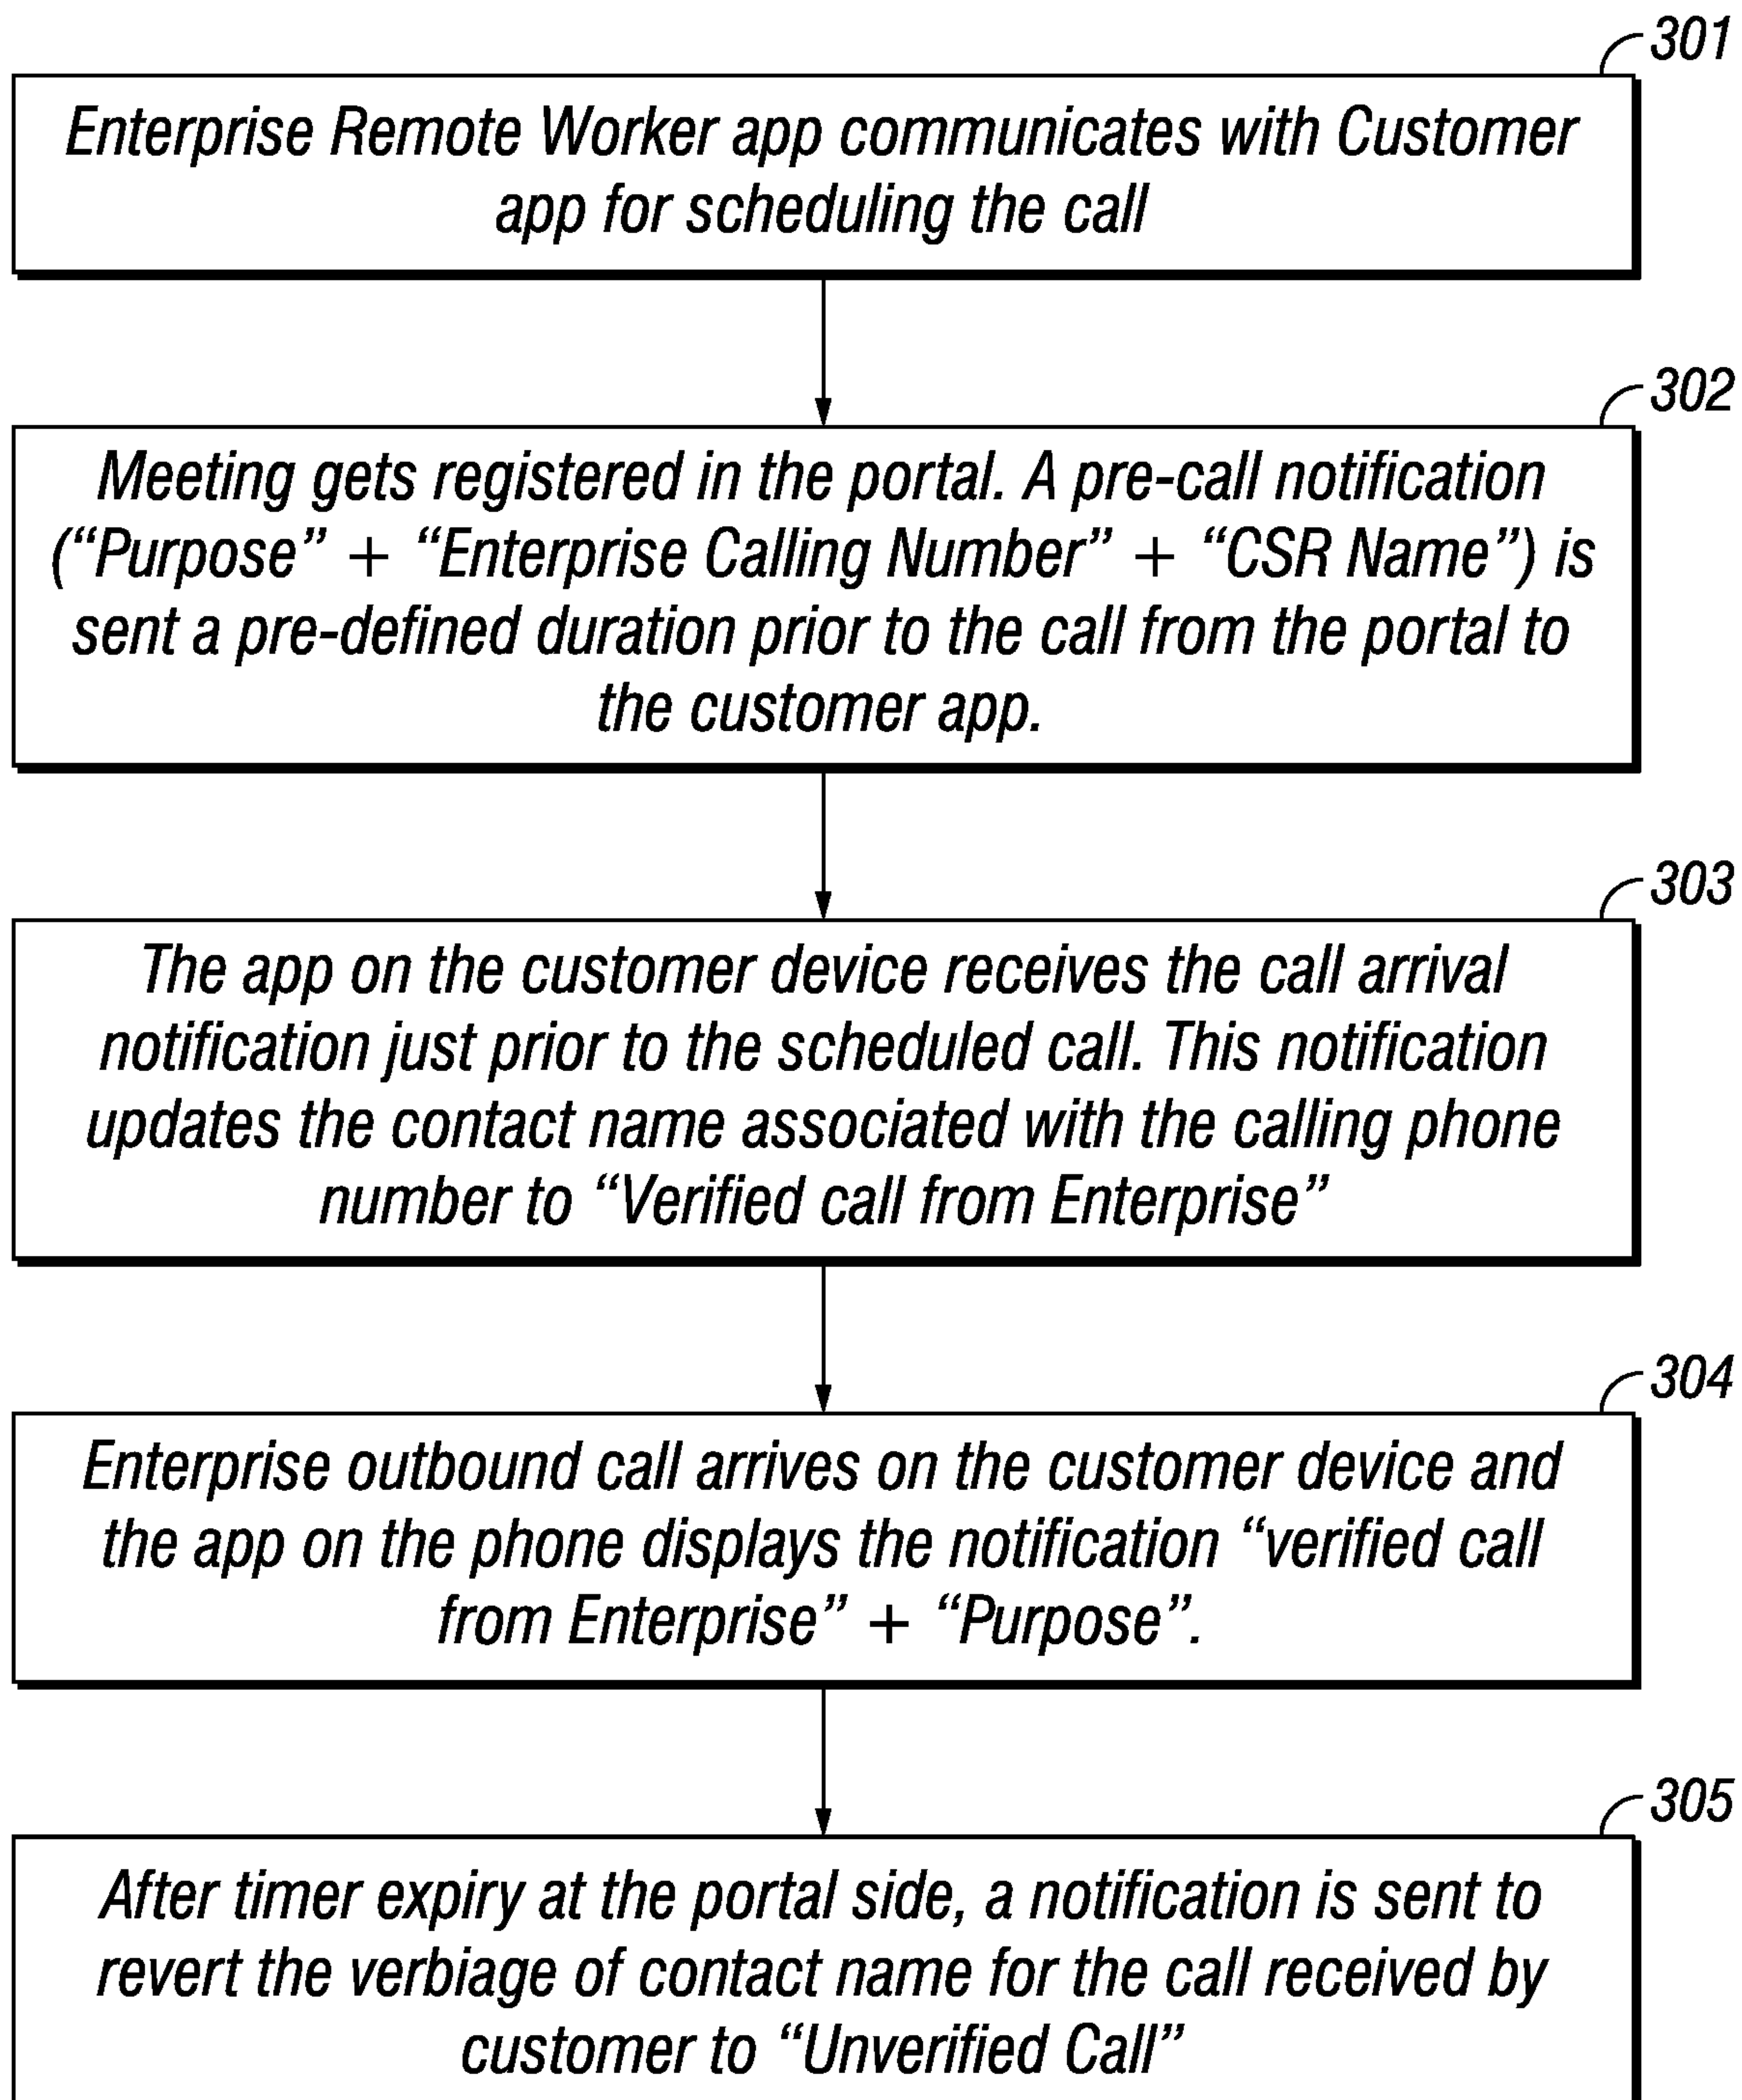 301
Enterprise Remote Worker app communicates with Customer
app for scheduling the call
302
Meeting gets registered in the portal. A pre-call notification
(“Purpose” + “Enterprise Calling Number” + “CSR Name”) is
sent a pre-defined duration prior to the call from the portal to
the customer app.
303
The app on the customer device receives the call arrival
notification just prior to the scheduled call. This notification
updates the contact name associated with the calling phone
number to “Verified call from Enterprise”
304
Enterprise outbound call arrives on the customer device and
the app on the phone displays the notification “verified call
from Enterprise” + “Purpose”.
305
After timer expiry at the portal side, a notification is sent to
revert the verbiage of contact name for the call received by
customer to “Unverified Call”